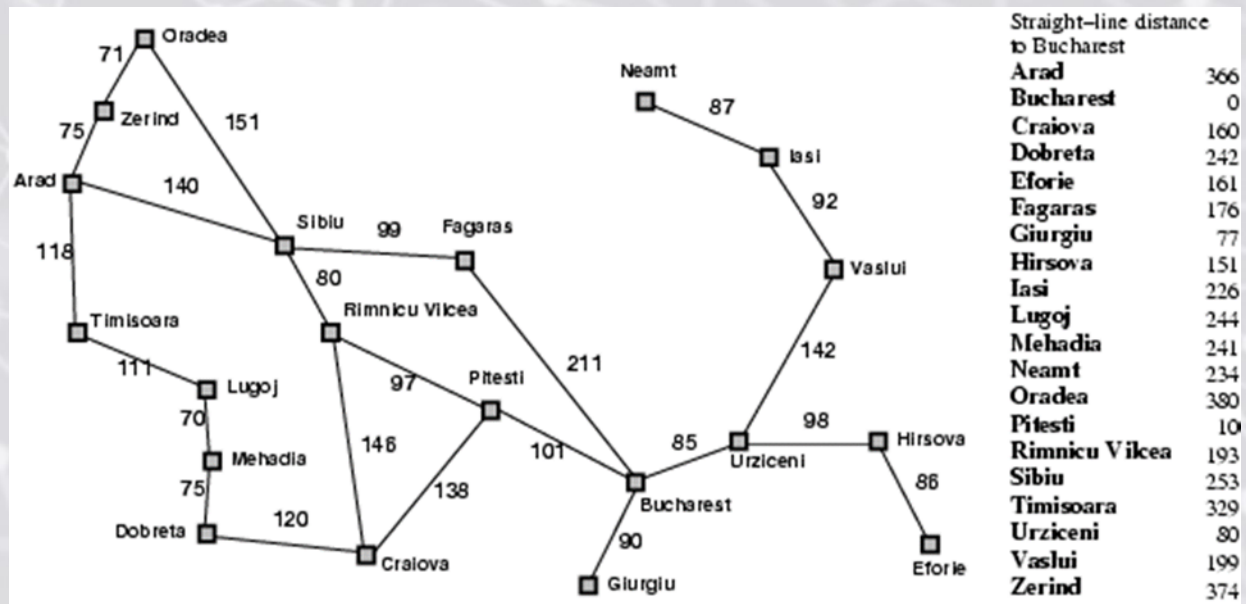 Oradea
71
Neamt
87
Zerind
151
75
Iasi
Arad
140
92
Sibiu
99
Fagaras
118
80
Vaslui
Timisoara
Rimnicu Vilcea
142
211
111
Lugoj
97
Pitesti
70
98
Hirsova
146
85
Urziceni
101
Mehadia
86
75
138
Bucharest
120
Dobreta
90
Craiova
Eforie
Giurgiu
Straight–line distance
to Bucharest
Arad 366
Bucharest 0
Craiova 160
Dobreta 242
Eforie 161
Fagaras 176
Giurgiu 77
Hirsova 151
Iasi 226
Lugoj 244
Mehadia 241
Neamt 234
Oradea 380
Pitesti 10
Rimnicu Vilcea 193
Sibiu 253
Timisoara 329
Urziceni 80
Vaslui 199
Zerind 374